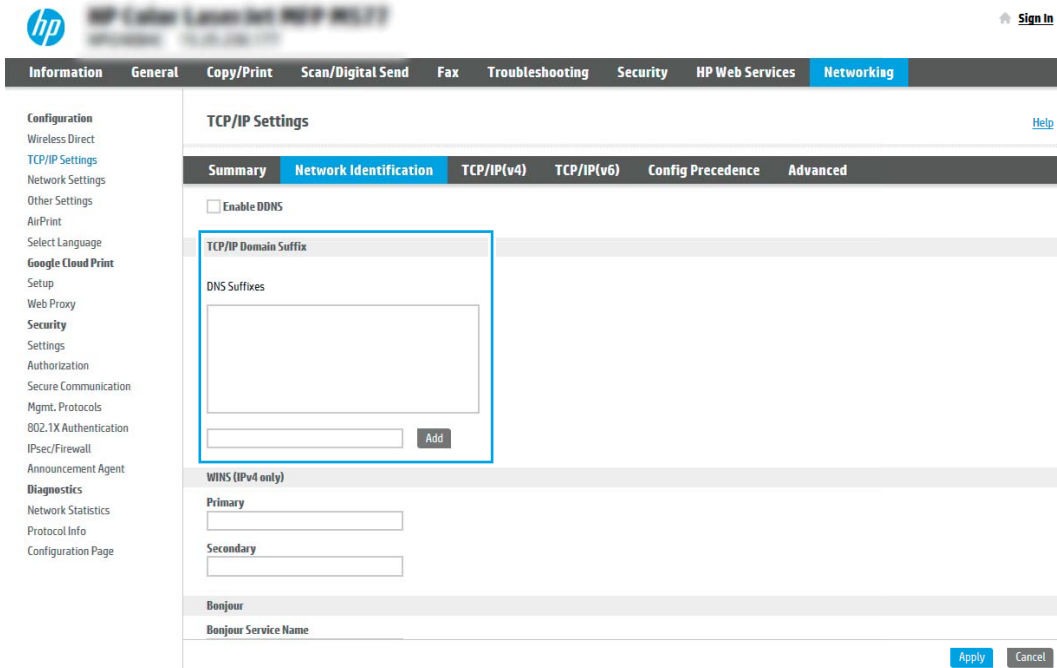 hp
Sign In
Information General Copy/Print Scan/Digital Send Fax Troubleshooting Security HP Web Services Networking
Configuration
Wireless Direct
TCP/IP Settings
Network Settings
Other Settings
AirPrint
Select Language
Google Cloud Print
Setup
Web Proxy
Security
Settings
Authorization
Secure Communication
Mgmt. Protocols
802.1X Authentication
IPsec/Firewall
Announcement Agent
Diagnostics
Network Statistics
Protocol Info
Configuration Page
TCP/IP Settings
Help
Summary Network Identification TCP/IP(v4) TCP/IP(v6) Config Precedence Advanced
Enable DDNS
TCP/IP Domain Suffix
DNS Suffixes
Add
WINS (IPv4 only)
Primary
Secondary
Bonjour
Bonjour Service Name
Apply Cancel